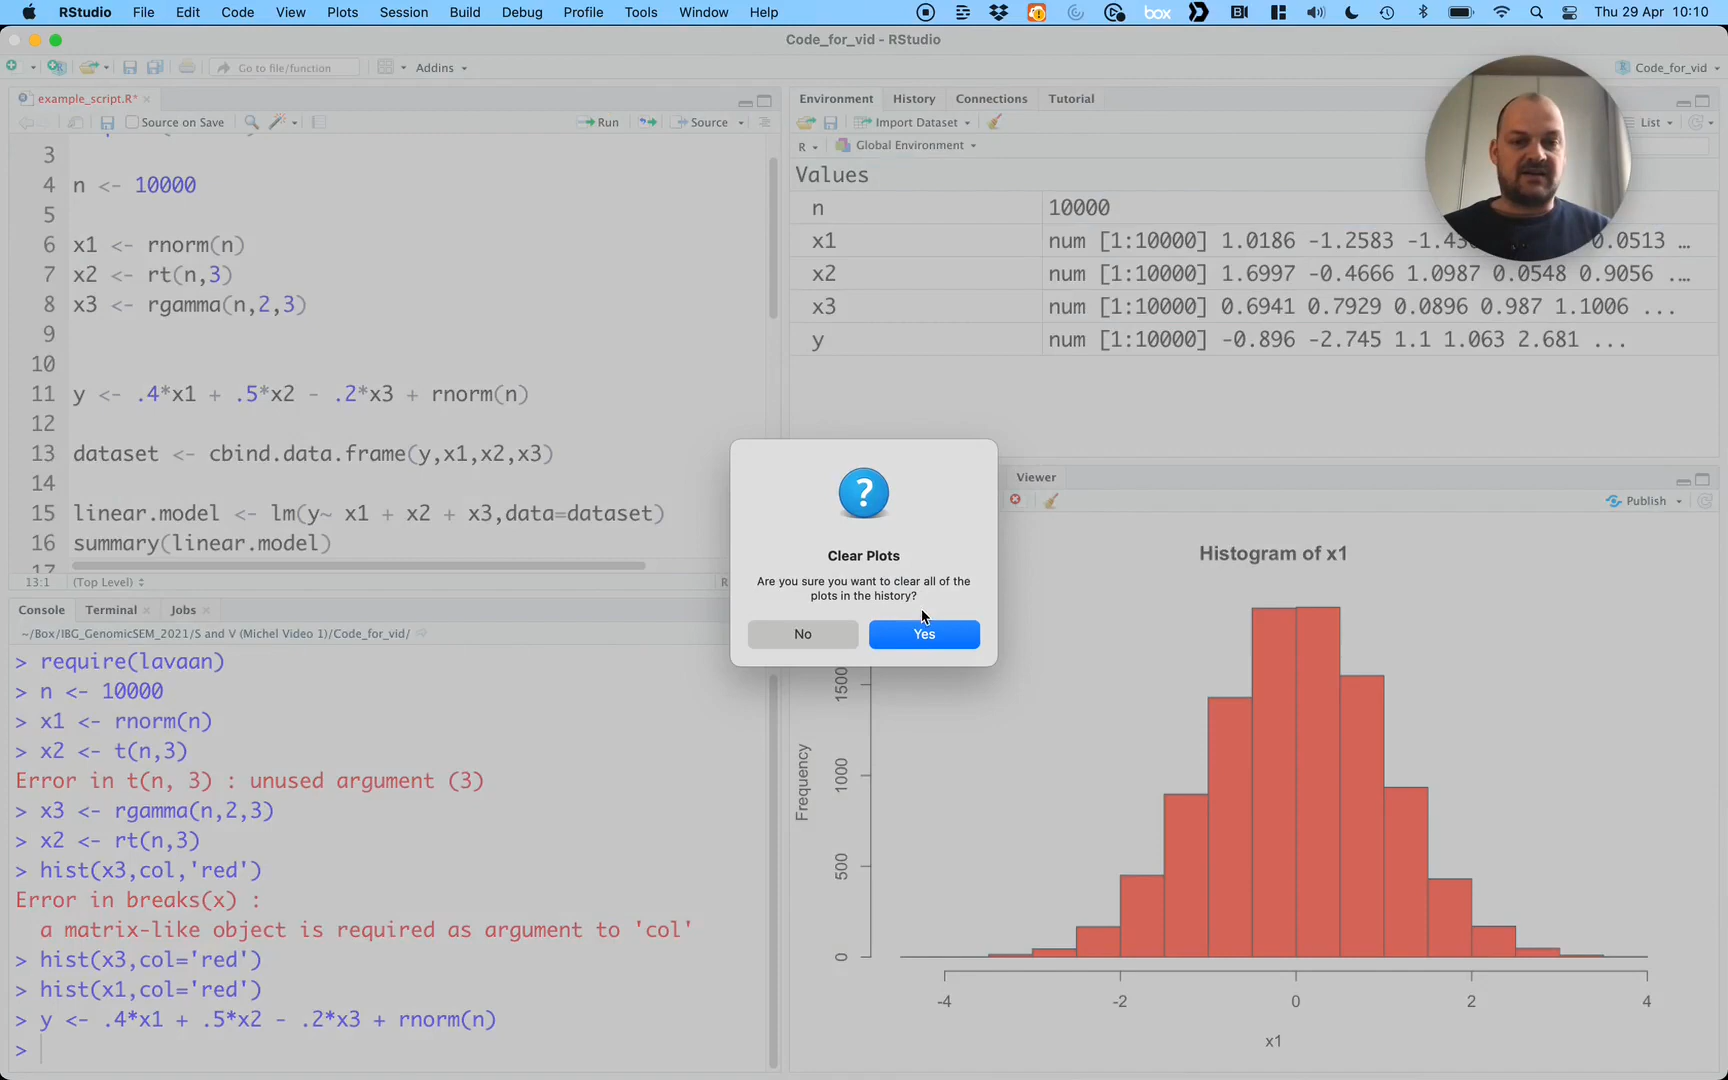 RStudio File Edit Code View Plots Session Build Debug Profile Tools Window Help box Thu 29 Apr 10:10
Code_for_vid - RStudio
Go to file/function Addins Code_for_vid
example_script.R*
Source on Save Run Source
3
4 n <- 10000
5
6 x1 <- rnorm(n)
7 x2 <- rt(n,3)
8 x3 <- rgamma(n,2,3)
9
10
11 y <- .4*x1 + .5*x2 - .2*x3 + rnorm(n)
12
13 dataset <- cbind.data.frame(y,x1,x2,x3)
14
15 linear.model <- lm(y~ x1 + x2 + x3,data=dataset)
16 summary(linear.model)
17
13:1 (Top Level) R
Console Terminal Jobs
~/Box/IBG_GenomicSEM_2021/S and V (Michel Video 1)/Code_for_vid/
> require(lavaan)
> n <- 10000
> x1 <- rnorm(n)
> x2 <- t(n,3)
Error in t(n, 3) : unused argument (3)
> x3 <- rgamma(n,2,3)
> x2 <- rt(n,3)
> hist(x3,col,'red')
Error in breaks(x) :
a matrix-like object is required as argument to 'col'
> hist(x3,col='red')
> hist(x1,col='red')
> y <- .4*x1 + .5*x2 - .2*x3 + rnorm(n)
>
Environment History Connections Tutorial
Import Dataset List
R Global Environment
Values
n 10000
x1 num [1:10000] 1.0186 -1.2583 0.0513 ...
x2 num [1:10000] 1.6997 -0.4666 1.0987 0.0548 0.9056 ...
x3 num [1:10000] 0.6941 0.7929 0.0896 0.987 1.1006 ...
y num [1:10000] -0.896 -2.745 1.1 1.063 2.681 ...
Viewer
Publish
Histogram of x1
Frequency
1500
1000
500
0
-4 -2 0 2 4
x1
?
Clear Plots
Are you sure you want to clear all of the
plots in the history?
No Yes